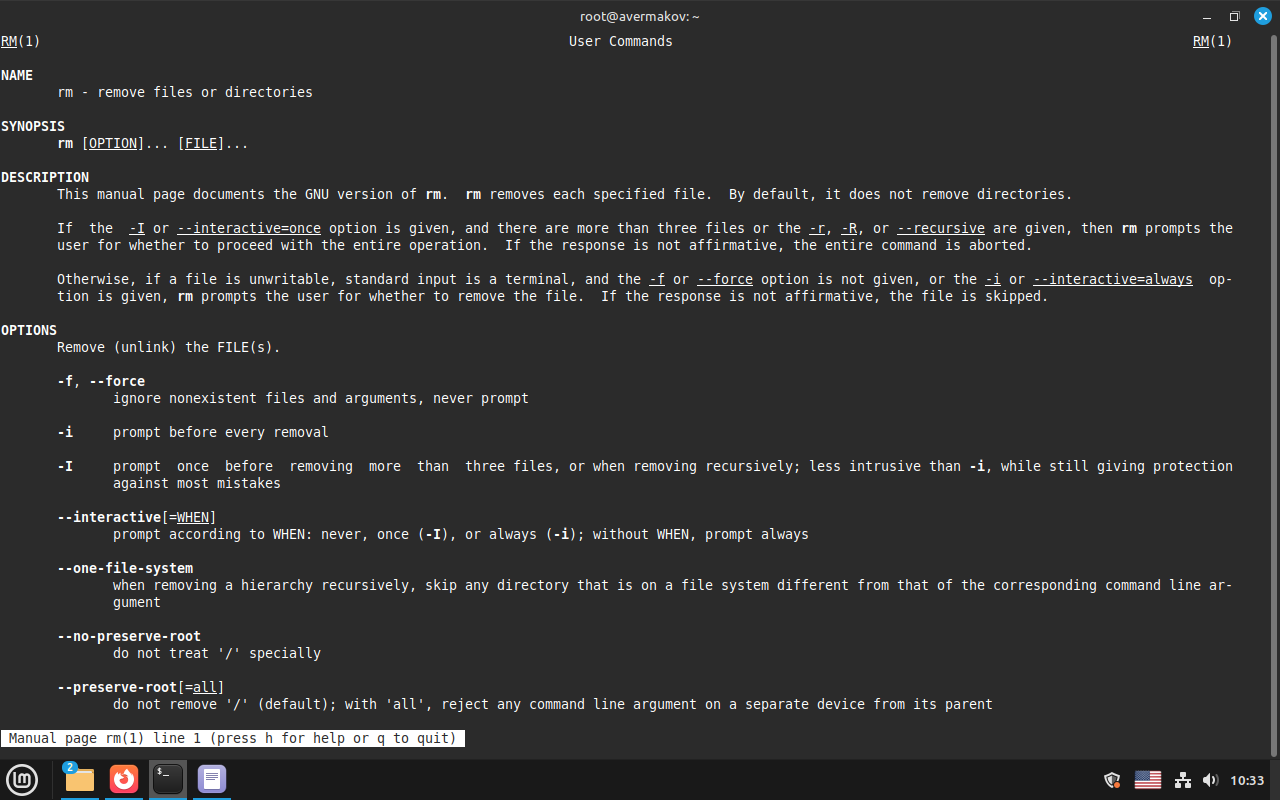 root@avermakov: ~
RM(1) User Commands RM(1)
NAME
rm - remove files or directories
SYNOPSIS
rm [OPTION]... [FILE]...
DESCRIPTION
This manual page documents the GNU version of rm.  rm removes each specified file.  By default, it does not remove directories.
If  the  -I or --interactive=once option is given, and there are more than three files or the -r, -R, or --recursive are given, then rm prompts the
user for whether to proceed with the entire operation.  If the response is not affirmative, the entire command is aborted.
Otherwise, if a file is unwritable, standard input is a terminal, and the -f or --force option is not given, or the -i or --interactive=always  op-
tion is given, rm prompts the user for whether to remove the file.  If the response is not affirmative, the file is skipped.
OPTIONS
Remove (unlink) the FILE(s).
-f, --force
ignore nonexistent files and arguments, never prompt
-i     prompt before every removal
-I     prompt  once  before  removing  more  than  three files, or when removing recursively; less intrusive than -i, while still giving protection
against most mistakes
--interactive[=WHEN]
prompt according to WHEN: never, once (-I), or always (-i); without WHEN, prompt always
--one-file-system
when removing a hierarchy recursively, skip any directory that is on a file system different from that of the corresponding command line ar-
gument
--no-preserve-root
do not treat '/' specially
--preserve-root[=all]
do not remove '/' (default); with 'all', reject any command line argument on a separate device from its parent
Manual page rm(1) line 1 (press h for help or q to quit)
2
$_
10:33